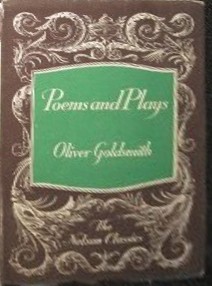 Poems and Plays
Oliver Goldsmith
The
Nelson Classics